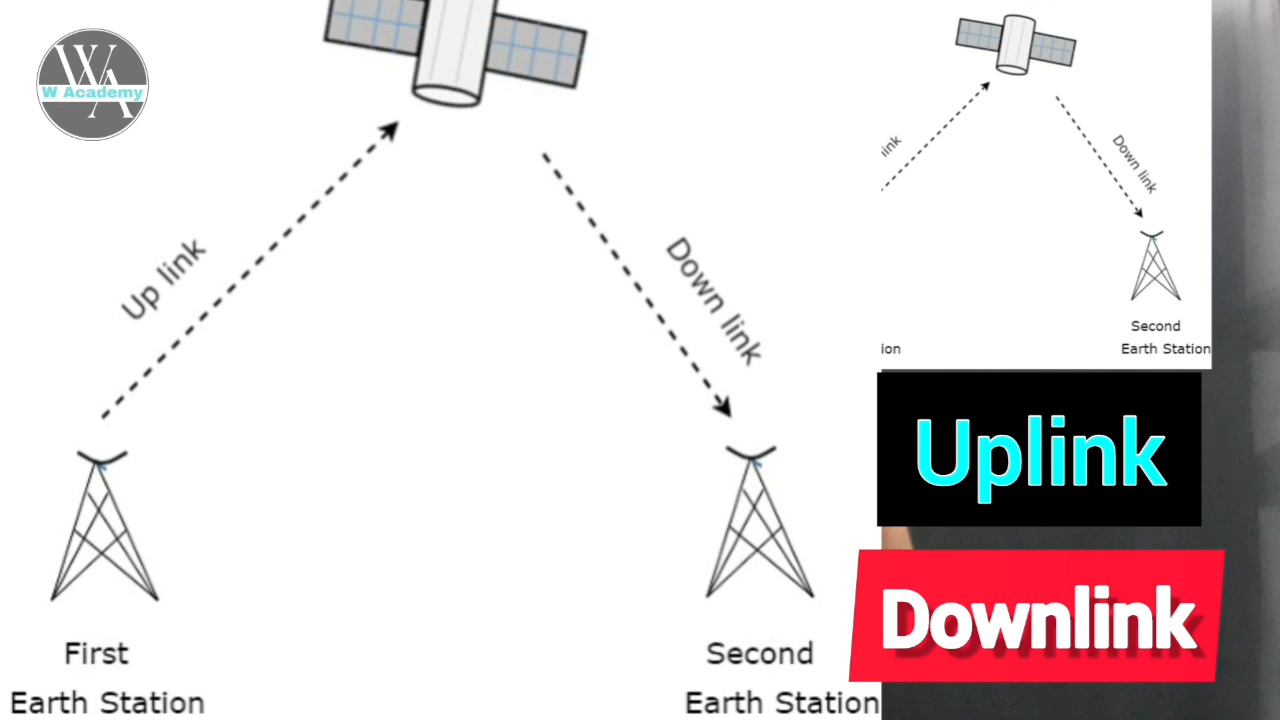 W Academy
Up link
Down link
First
Earth Station
Second
Earth Station
link
Down link
Second
Earth Station
ion
Uplink
Downlink